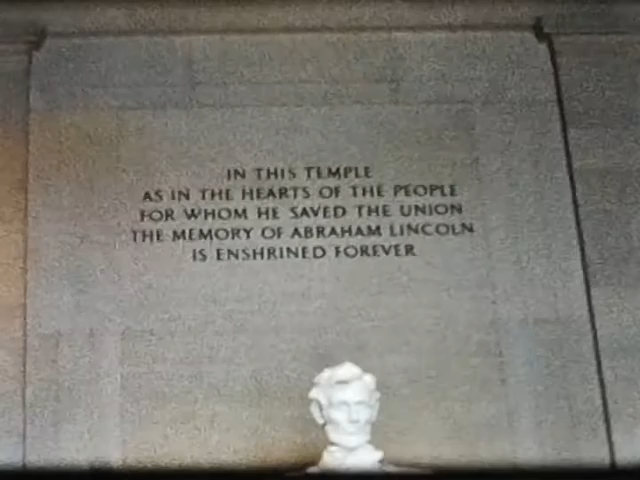 IN THIS TEMPLE
AS IN THE HEARTS OF THE PEOPLE
FOR WHOM HE SAVED THE UNION
THE MEMORY OF ABRAHAM LINCOLN
IS ENSHRINED FOREVER